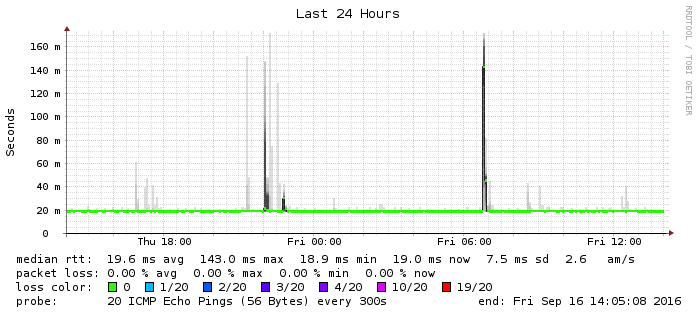 Last 24 Hours
RRDTOOL / TOBI OETIKER
Seconds
160 m
140 m
120 m
100 m
80 m
60 m
40 m
20 m
0
Thu 18:00 Fri 00:00 Fri 06:00 Fri 12:00
median rtt: 19.6 ms avg 143.0 ms max 18.9 ms min 19.0 ms now 7.5 ms sd 2.6 am/s
packet loss: 0.00 % avg 0.00 % max 0.00 % min 0.00 % now
loss color: 0 1/20 2/20 3/20 4/20 10/20 19/20
probe: 20 ICMP Echo Pings (56 Bytes) every 300s end: Fri Sep 16 14:05:08 2016